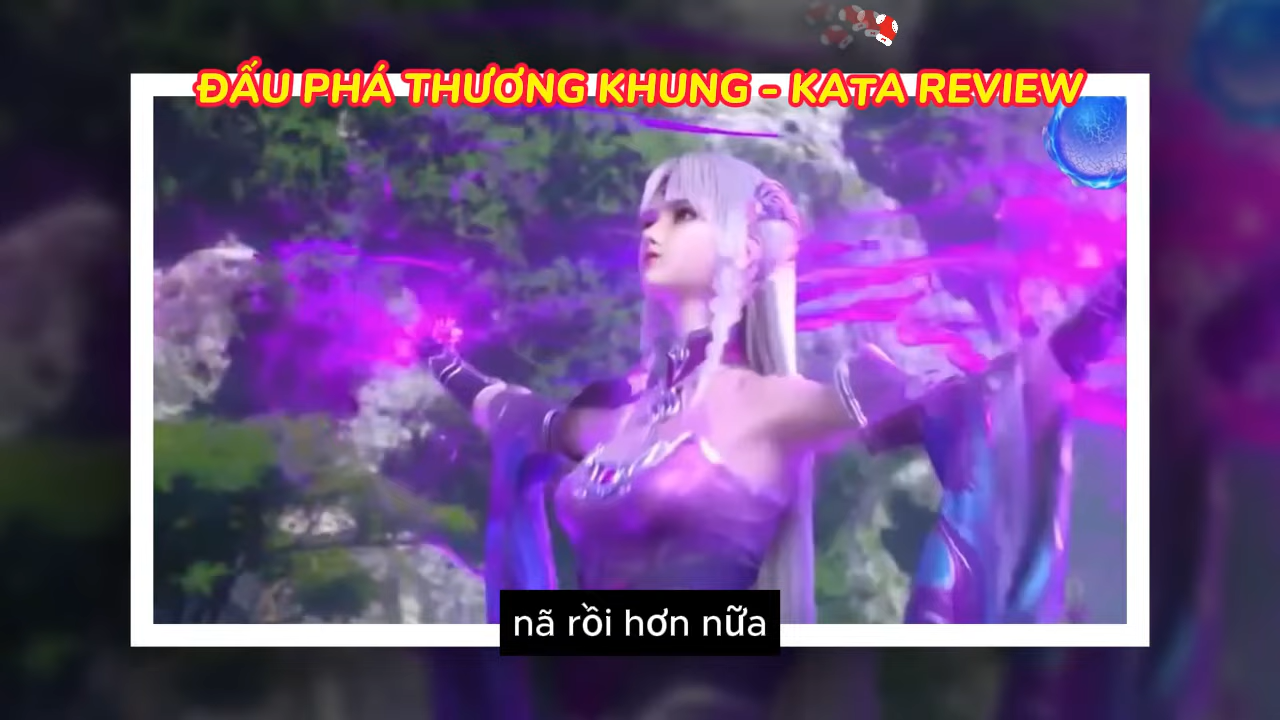 ĐẤU PHÁ THƯƠNG KHUNG - KATA REVIEW
nã rồi hơn nữa